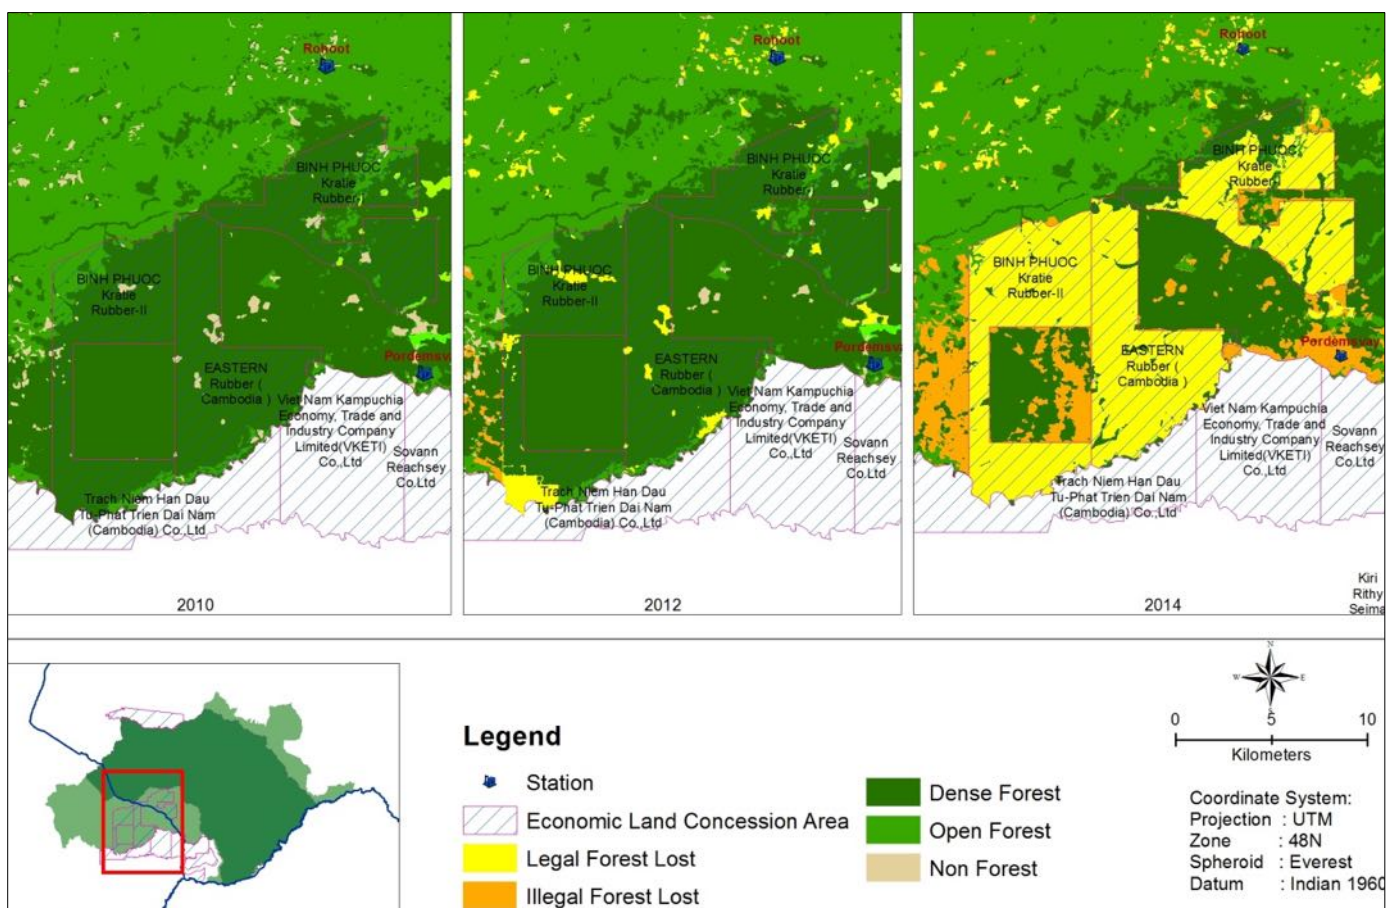 Rohoot
BINH PHUOC
Kratie
Rubber-I
BINH PHUOC
Kratie
Rubber-II
EASTERN
Rubber (
Cambodia )
Pordemsva
Viet Nam Kampuchia
Economy, Trade and
Industry Company
Limited(VKETI)
Co.,Ltd
Sovann
Reachsey
Co.Ltd
Trach Niem Han Dau
Tu-Phat Trien Dai Nam
(Cambodia) Co.,Ltd
2010
Rohoot
BINH PHUOC
Kratie
Rubber-I
BINH PHUOC
Kratie
Rubber-II
EASTERN
Rubber (
Cambodia )
Pordemsva
Viet Nam Kampuchia
Economy, Trade and
Industry Company
Limited(VKETI)
Co.,Ltd
Sovann
Reachsey
Co.Ltd
Trach Niem Han Dau
Tu-Phat Trien Dai Nam
(Cambodia) Co.,Ltd
2012
Rohoot
BINH PHUOC
Kratie
Rubber-I
BINH PHUOC
Kratie
Rubber-II
EASTERN
Rubber (
Cambodia )
Pordemsvay
Viet Nam Kampuchia
Economy, Trade and
Industry Company
Limited(VKETI)
Co.,Ltd
Sovann
Reachsey
Co.Ltd
Trach Niem Han Dau
Tu-Phat Trien Dai Nam
(Cambodia) Co.,Ltd
Kiri
Rithy
Seima
2014
Legend
Station
Economic Land Concession Area
Legal Forest Lost
Illegal Forest Lost
Dense Forest
Open Forest
Non Forest
N
W E
S
0 5 10
Kilometers
Coordinate System:
Projection : UTM
Zone : 48N
Spheroid : Everest
Datum : Indian 1960